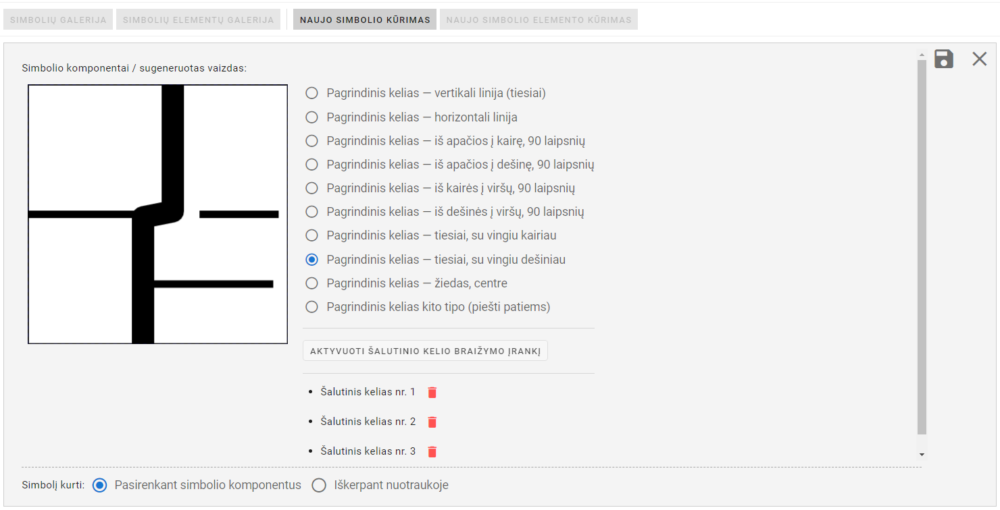 SIMBOLIŲ GALERIJA
SIMBOLIŲ ELEMENTŲ GALERIJA
NAUJO SIMBOLIO KŪRIMAS
NAUJO SIMBOLIO ELEMENTO KŪRIMAS
Simbolio komponentai / sugeneruotas vaizdas:
Pagrindinis kelias — vertikali linija (tiesiai)
Pagrindinis kelias — horizontali linija
Pagrindinis kelias — iš apačios į kairę, 90 laipsnių
Pagrindinis kelias — iš apačios į dešinę, 90 laipsnių
Pagrindinis kelias — iš kairės į viršų, 90 laipsnių
Pagrindinis kelias — iš dešinės į viršų, 90 laipsnių
Pagrindinis kelias — tiesiai, su vingiu kairiau
Pagrindinis kelias — tiesiai, su vingiu dešiniau
Pagrindinis kelias — žiedas, centre
Pagrindinis kelias kito tipo (piešti patiems)
AKTYVUOTI ŠALUTINIO KELIO BRAIŽYMO ĮRANKĮ
Šalutinis kelias nr. 1
Šalutinis kelias nr. 2
Šalutinis kelias nr. 3
Simbolį kurti: Pasirenkant simbolio komponentus Iškerpant nuotraukoje